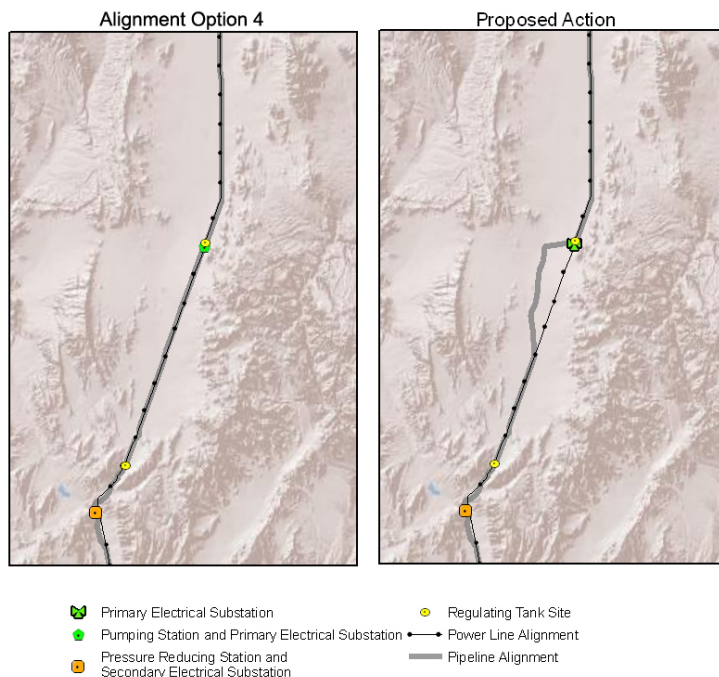 Alignment Option 4
Proposed Action
Primary Electrical Substation
Pumping Station and Primary Electrical Substation
Pressure Reducing Station and
Secondary Electrical Substation
Regulating Tank Site
Power Line Alignment
Pipeline Alignment